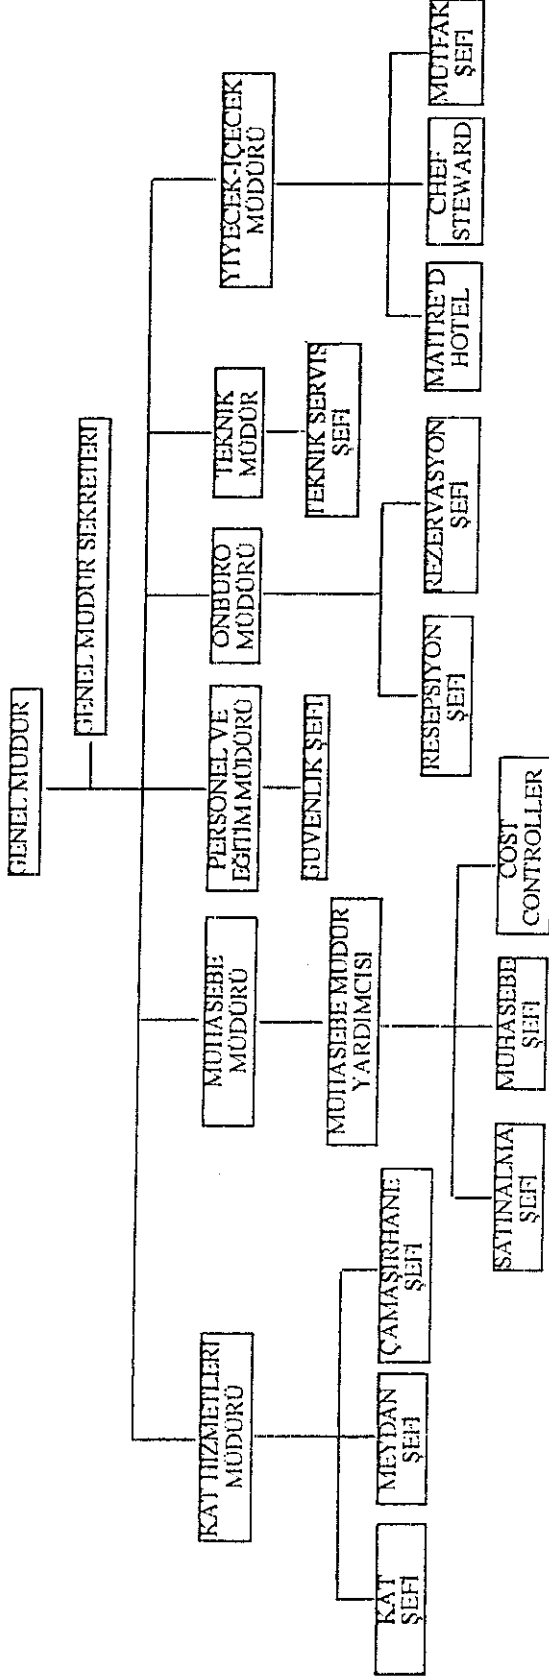 GENEL MÜDÜR
GENEL MÜDÜR SEKRETERİ
KAT HİZMETLERİ
MÜDÜRÜ
MUHASEBE
MÜDÜRÜ
PERSONEL VE
EĞİTİM MÜDÜRÜ
ÖNBÜRO
MÜDÜRÜ
TEKNİK
MÜDÜR
YİYECEK-İÇECEK
MÜDÜRÜ
KAT
ŞEFİ
MEYDAN
ŞEFİ
ÇAMAŞIRHANE
ŞEFİ
MUHASEBE MÜDÜR
YARDIMCISI
SATINALMA
ŞEFİ
MUHASEBE
ŞEFİ
COST
CONTROLLER
GÜVENLİK ŞEFİ
RESEPSİYON
ŞEFİ
REZERVASYON
ŞEFİ
TEKNİK SERVİS
ŞEFİ
MAITRE'D
HOTEL
CHEF
STEWARD
MUTFAK
ŞEFİ